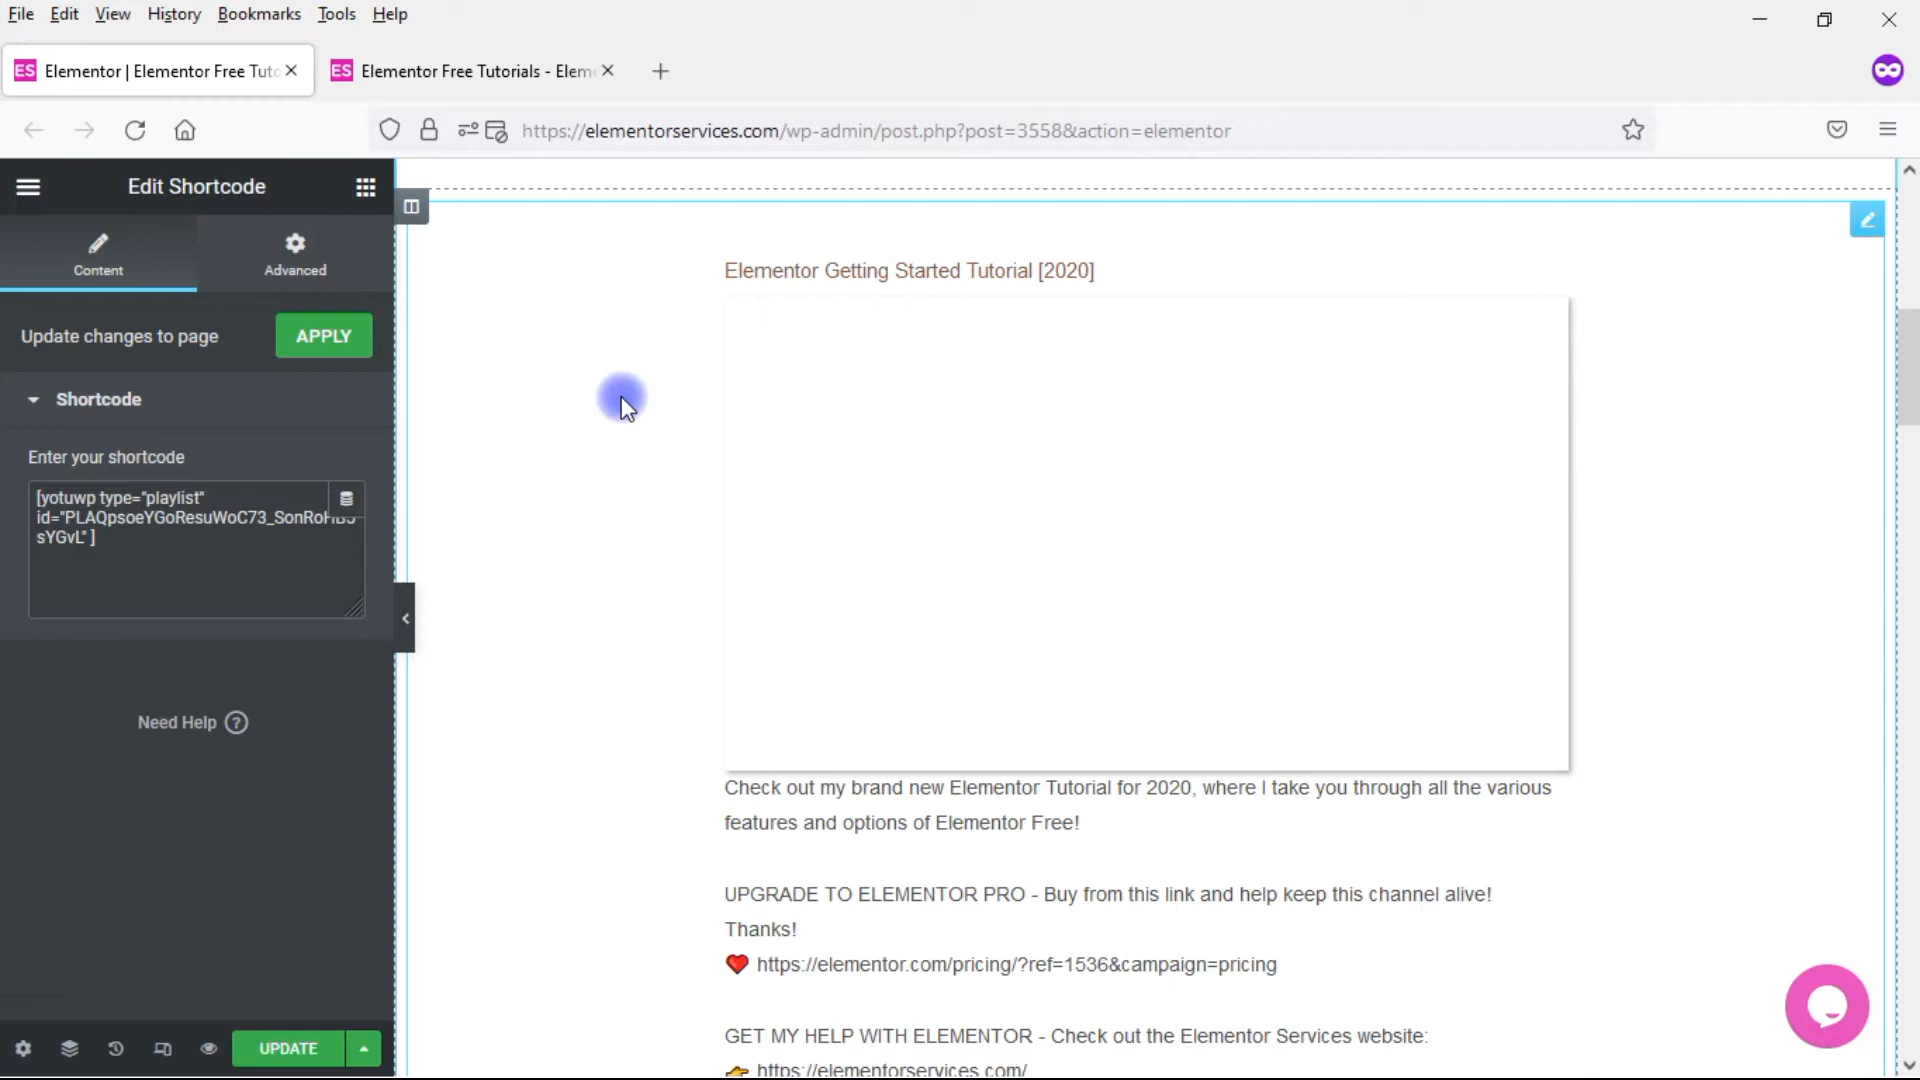 File Edit View History Bookmarks Tools Help
ES Elementor | Elementor Free Tuto
ES Elementor Free Tutorials - Elem
https://elementorservices.com/wp-admin/post.php?post=3558&action=elementor
Edit Shortcode
Content
Advanced
Update changes to page
APPLY
Shortcode
Enter your shortcode
[yotuwp type="playlist"
id="PLAQpsoeYGoResuWoC73_SonRoHB5
sYGvL" ]
Need Help ?
UPDATE
Elementor Getting Started Tutorial [2020]
Check out my brand new Elementor Tutorial for 2020, where I take you through all the various
features and options of Elementor Free!
UPGRADE TO ELEMENTOR PRO - Buy from this link and help keep this channel alive!
Thanks!
❤️ https://elementor.com/pricing/?ref=1536&campaign=pricing
GET MY HELP WITH ELEMENTOR - Check out the Elementor Services website:
👉 https://elementorservices.com/